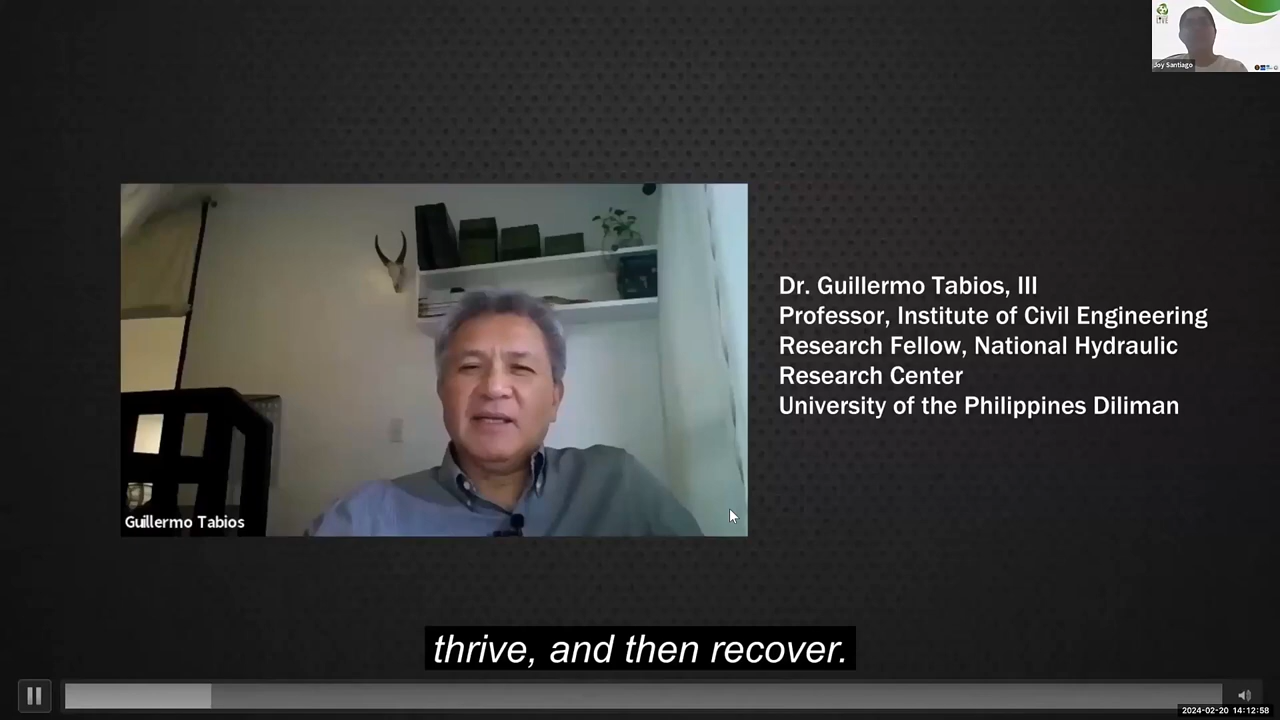 Joy Santiago
Dr. Guillermo Tabios, III
Professor, Institute of Civil Engineering
Research Fellow, National Hydraulic
Research Center
University of the Philippines Diliman
Guillermo Tabios
thrive, and then recover.
2024-02-20 14:12:58